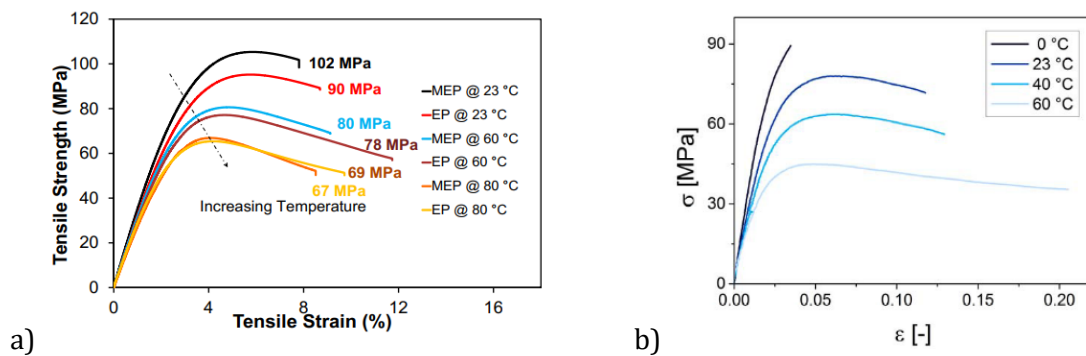 120
100
80
60
40
20
0
Tensile Strength (MPa)
0 4 8 12 16
Tensile Strain (%)
102 MPa
90 MPa
80 MPa
78 MPa
69 MPa
67 MPa
Increasing Temperature
MEP @ 23 °C
EP @ 23 °C
MEP @ 60 °C
EP @ 60 °C
MEP @ 80 °C
EP @ 80 °C
a)
90
60
30
0
σ [MPa]
0.00 0.05 0.10 0.15 0.20
ε [-]
0 °C
23 °C
40 °C
60 °C
b)